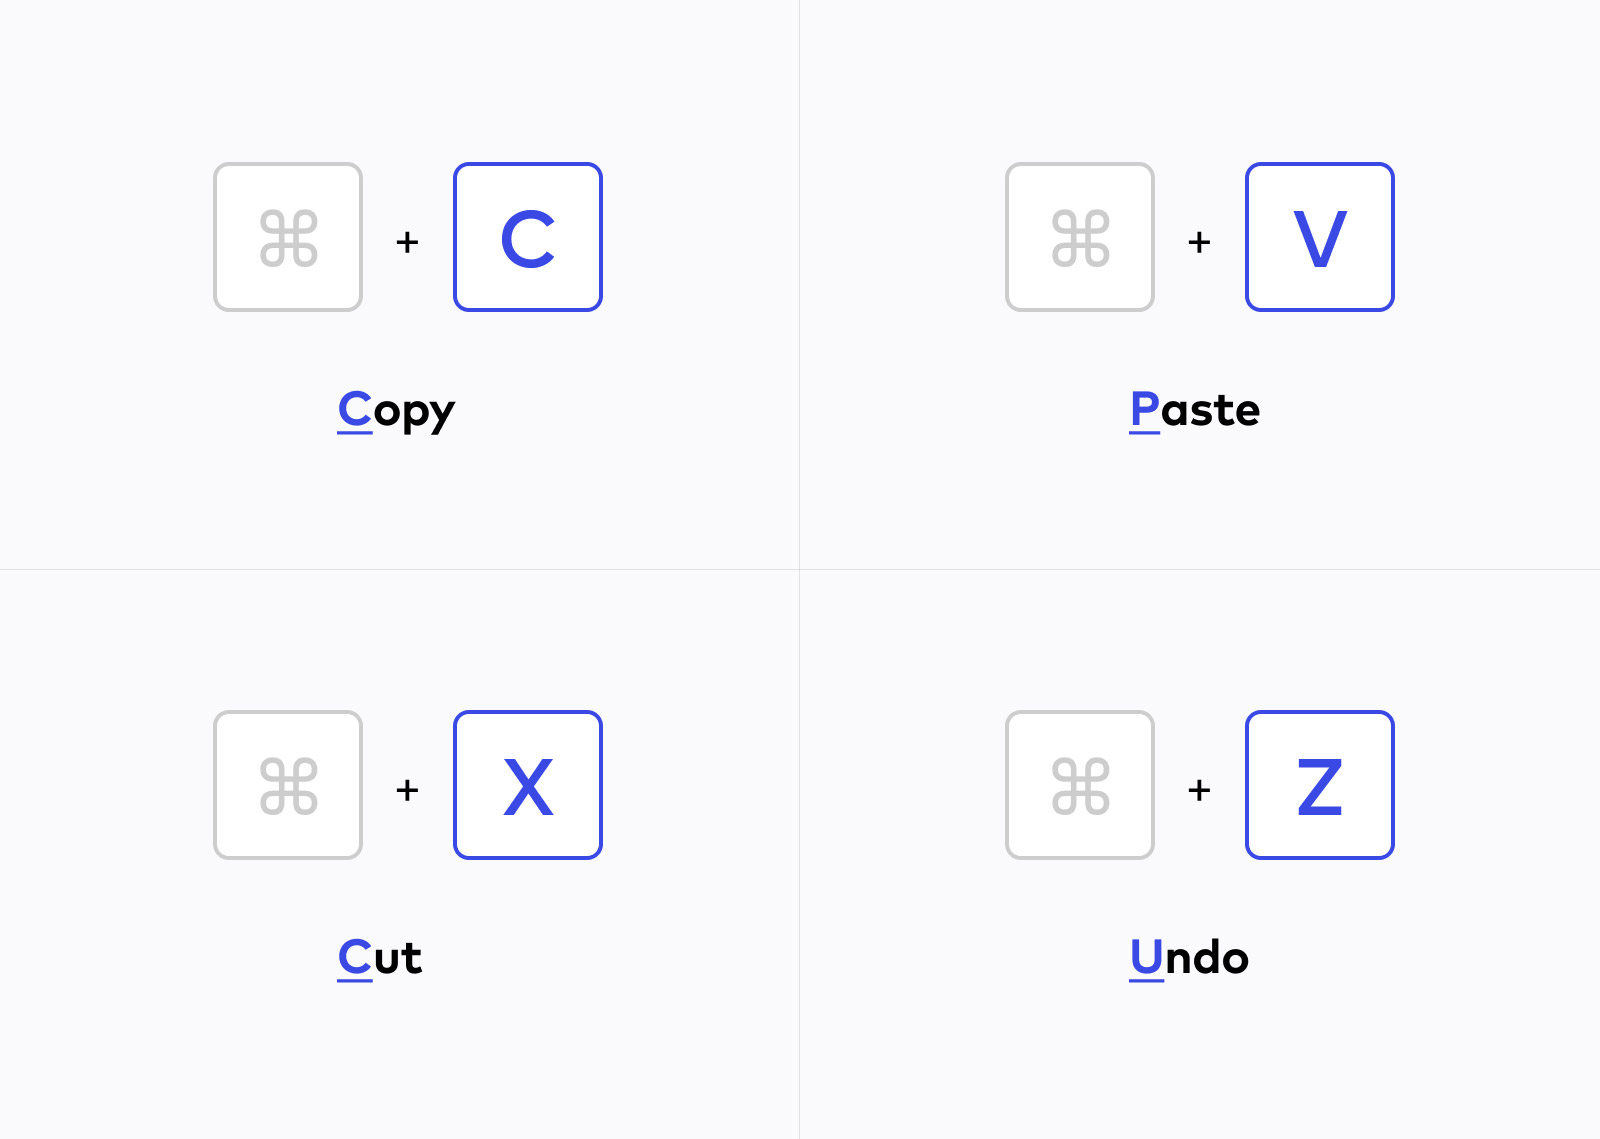 ⌘ + C
Copy
⌘ + V
Paste
⌘ + X
Cut
⌘ + Z
Undo